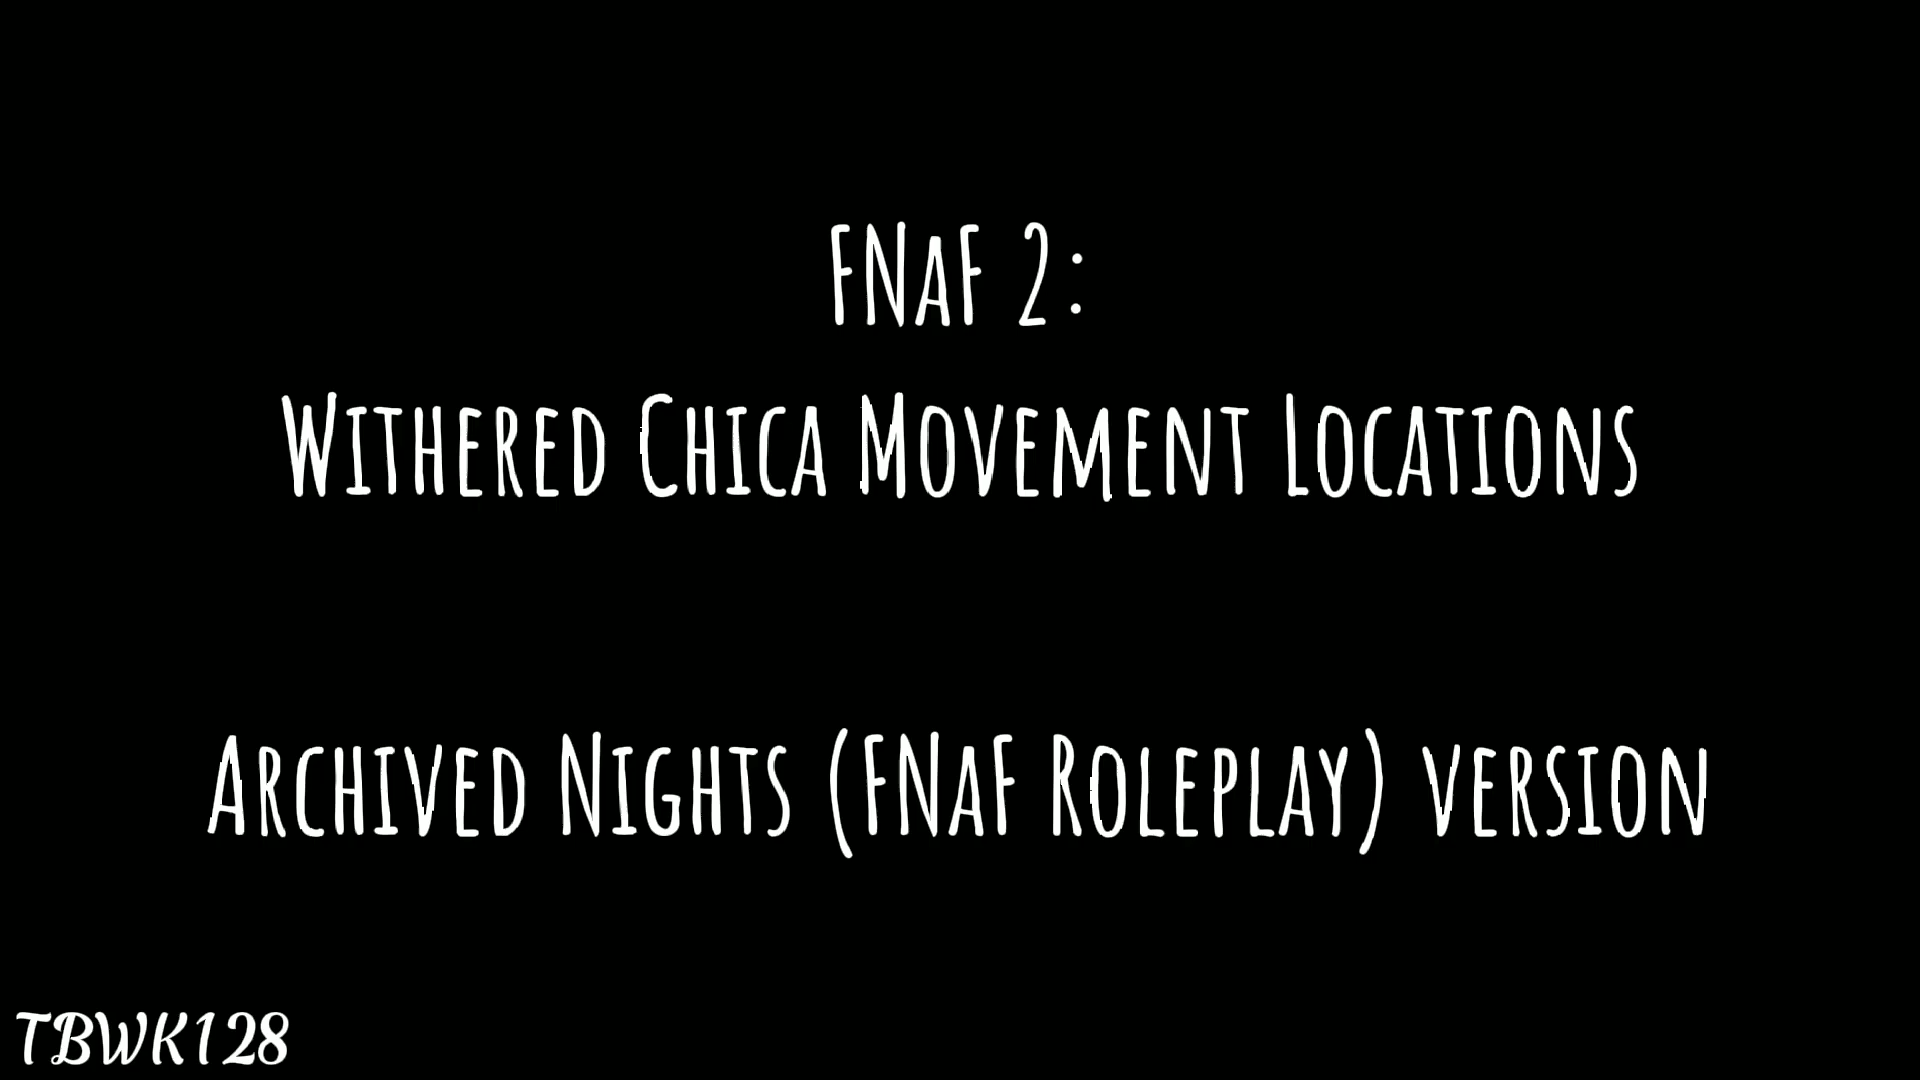 FNaF 2:
Withered Chica Movement Locations
Archived Nights (FNaF Roleplay) version
TBWK128